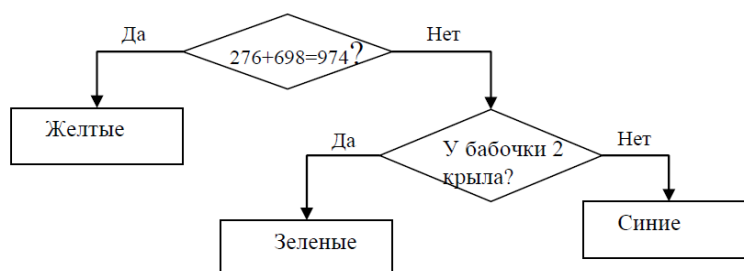 Да
276+698=974?
Нет
Желтые
Да
У бабочки 2
крыла?
Нет
Зеленые
Синие